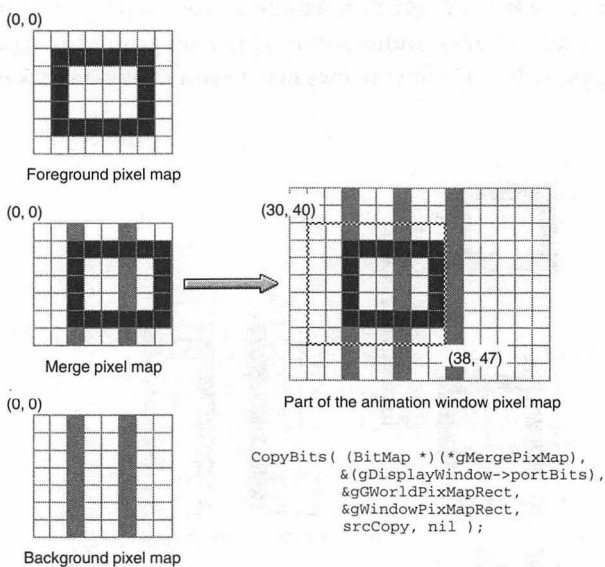 (0, 0)
Foreground pixel map
(0, 0)
Merge pixel map
(0, 0)
Background pixel map
(30, 40)
(38, 47)
Part of the animation window pixel map
CopyBits( (BitMap *)(*gMergePixMap),
&(gDisplayWindow->portBits),
&gGWorldPixMapRect,
&gWindowPixMapRect,
srcCopy, nil );